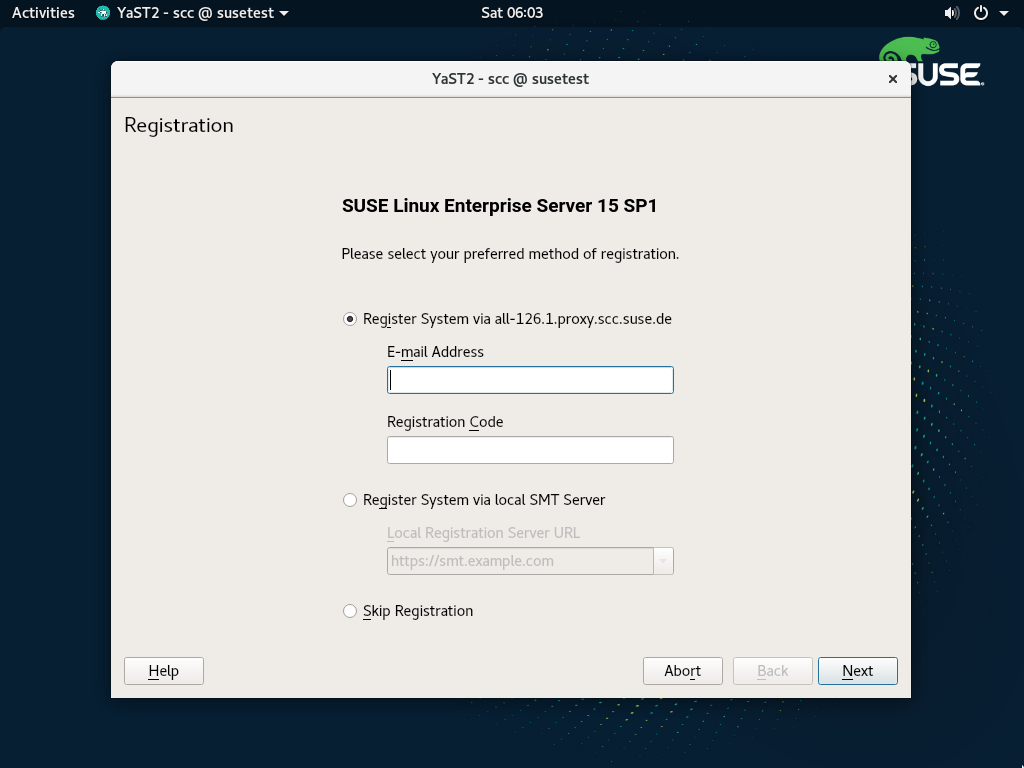 Activities YaST2 - scc @ susetest Sat 06:03
SUSE
YaST2 - scc @ susetest
Registration
SUSE Linux Enterprise Server 15 SP1
Please select your preferred method of registration.
Register System via all-126.1.proxy.scc.suse.de
E-mail Address
Registration Code
Register System via local SMT Server
Local Registration Server URL
https://smt.example.com
Skip Registration
Help Abort Back Next